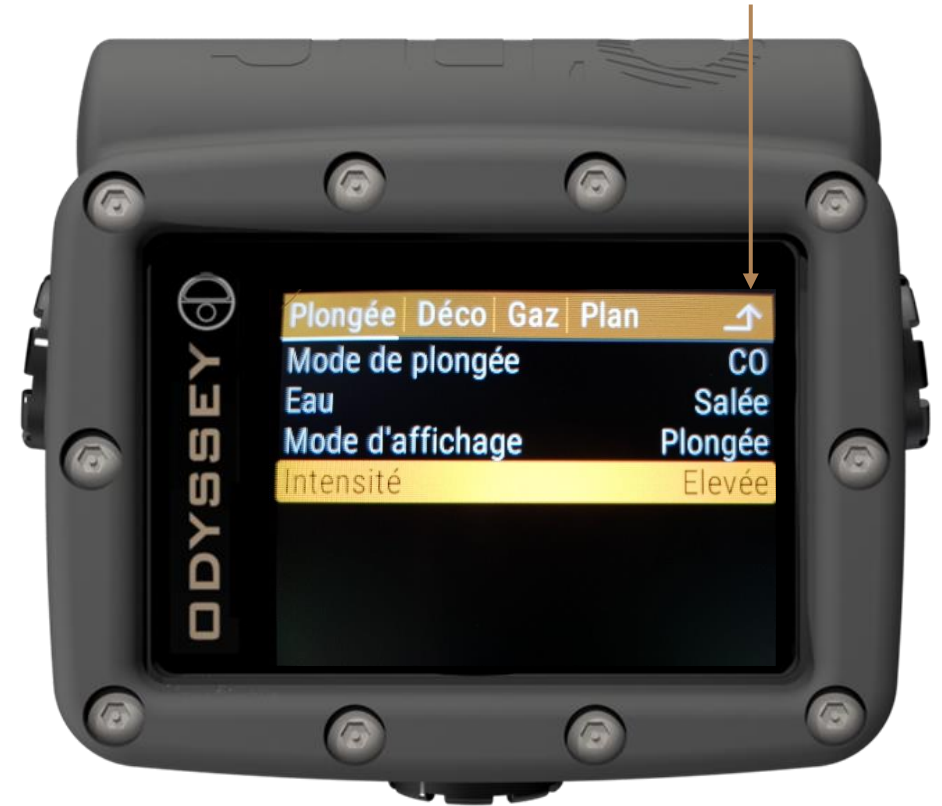 ODYSSEY
Plongée Déco Gaz Plan
Mode de plongée CO
Eau Salée
Mode d'affichage Plongée
Intensité Elevée